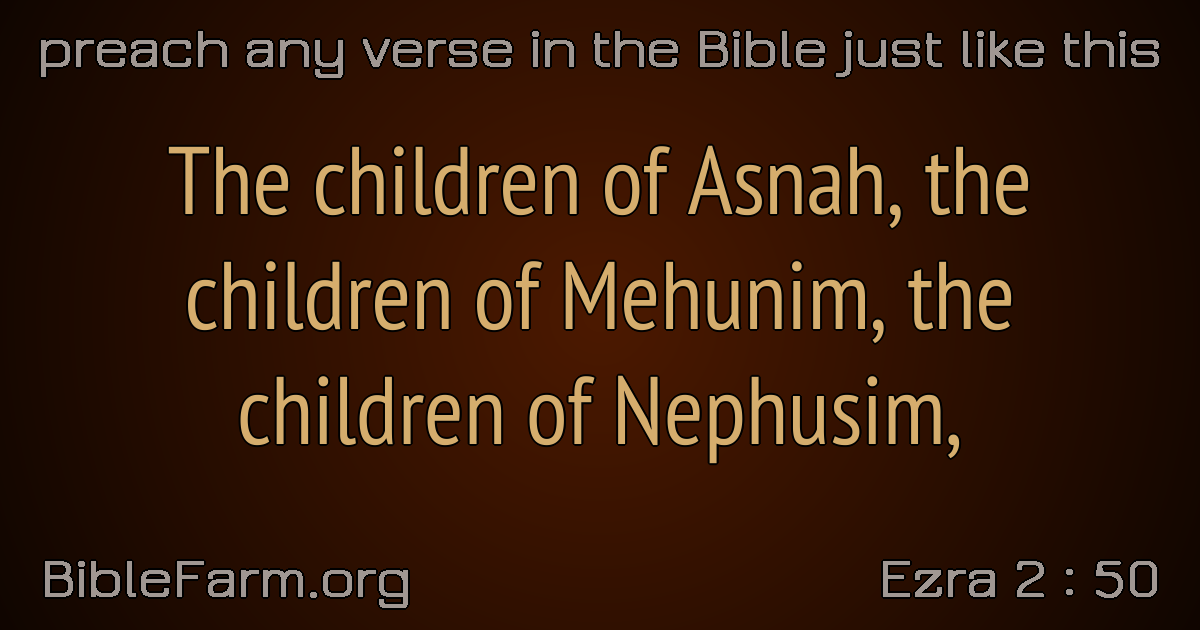 preach any verse in the Bible just like this
The children of Asnah, the
children of Mehunim, the
children of Nephusim,
BibleFarm.org
Ezra 2 : 50